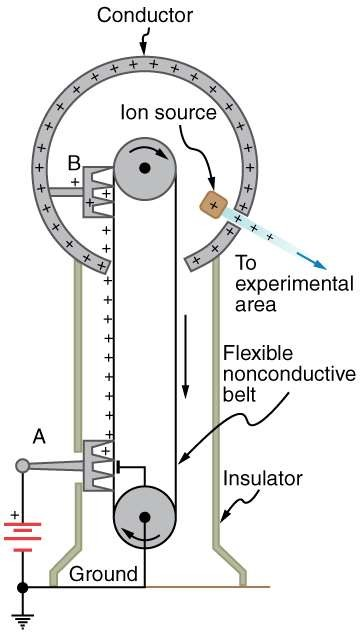 Conductor
Ion source
B
To
experimental
area
Flexible
nonconductive
belt
A
Insulator
Ground